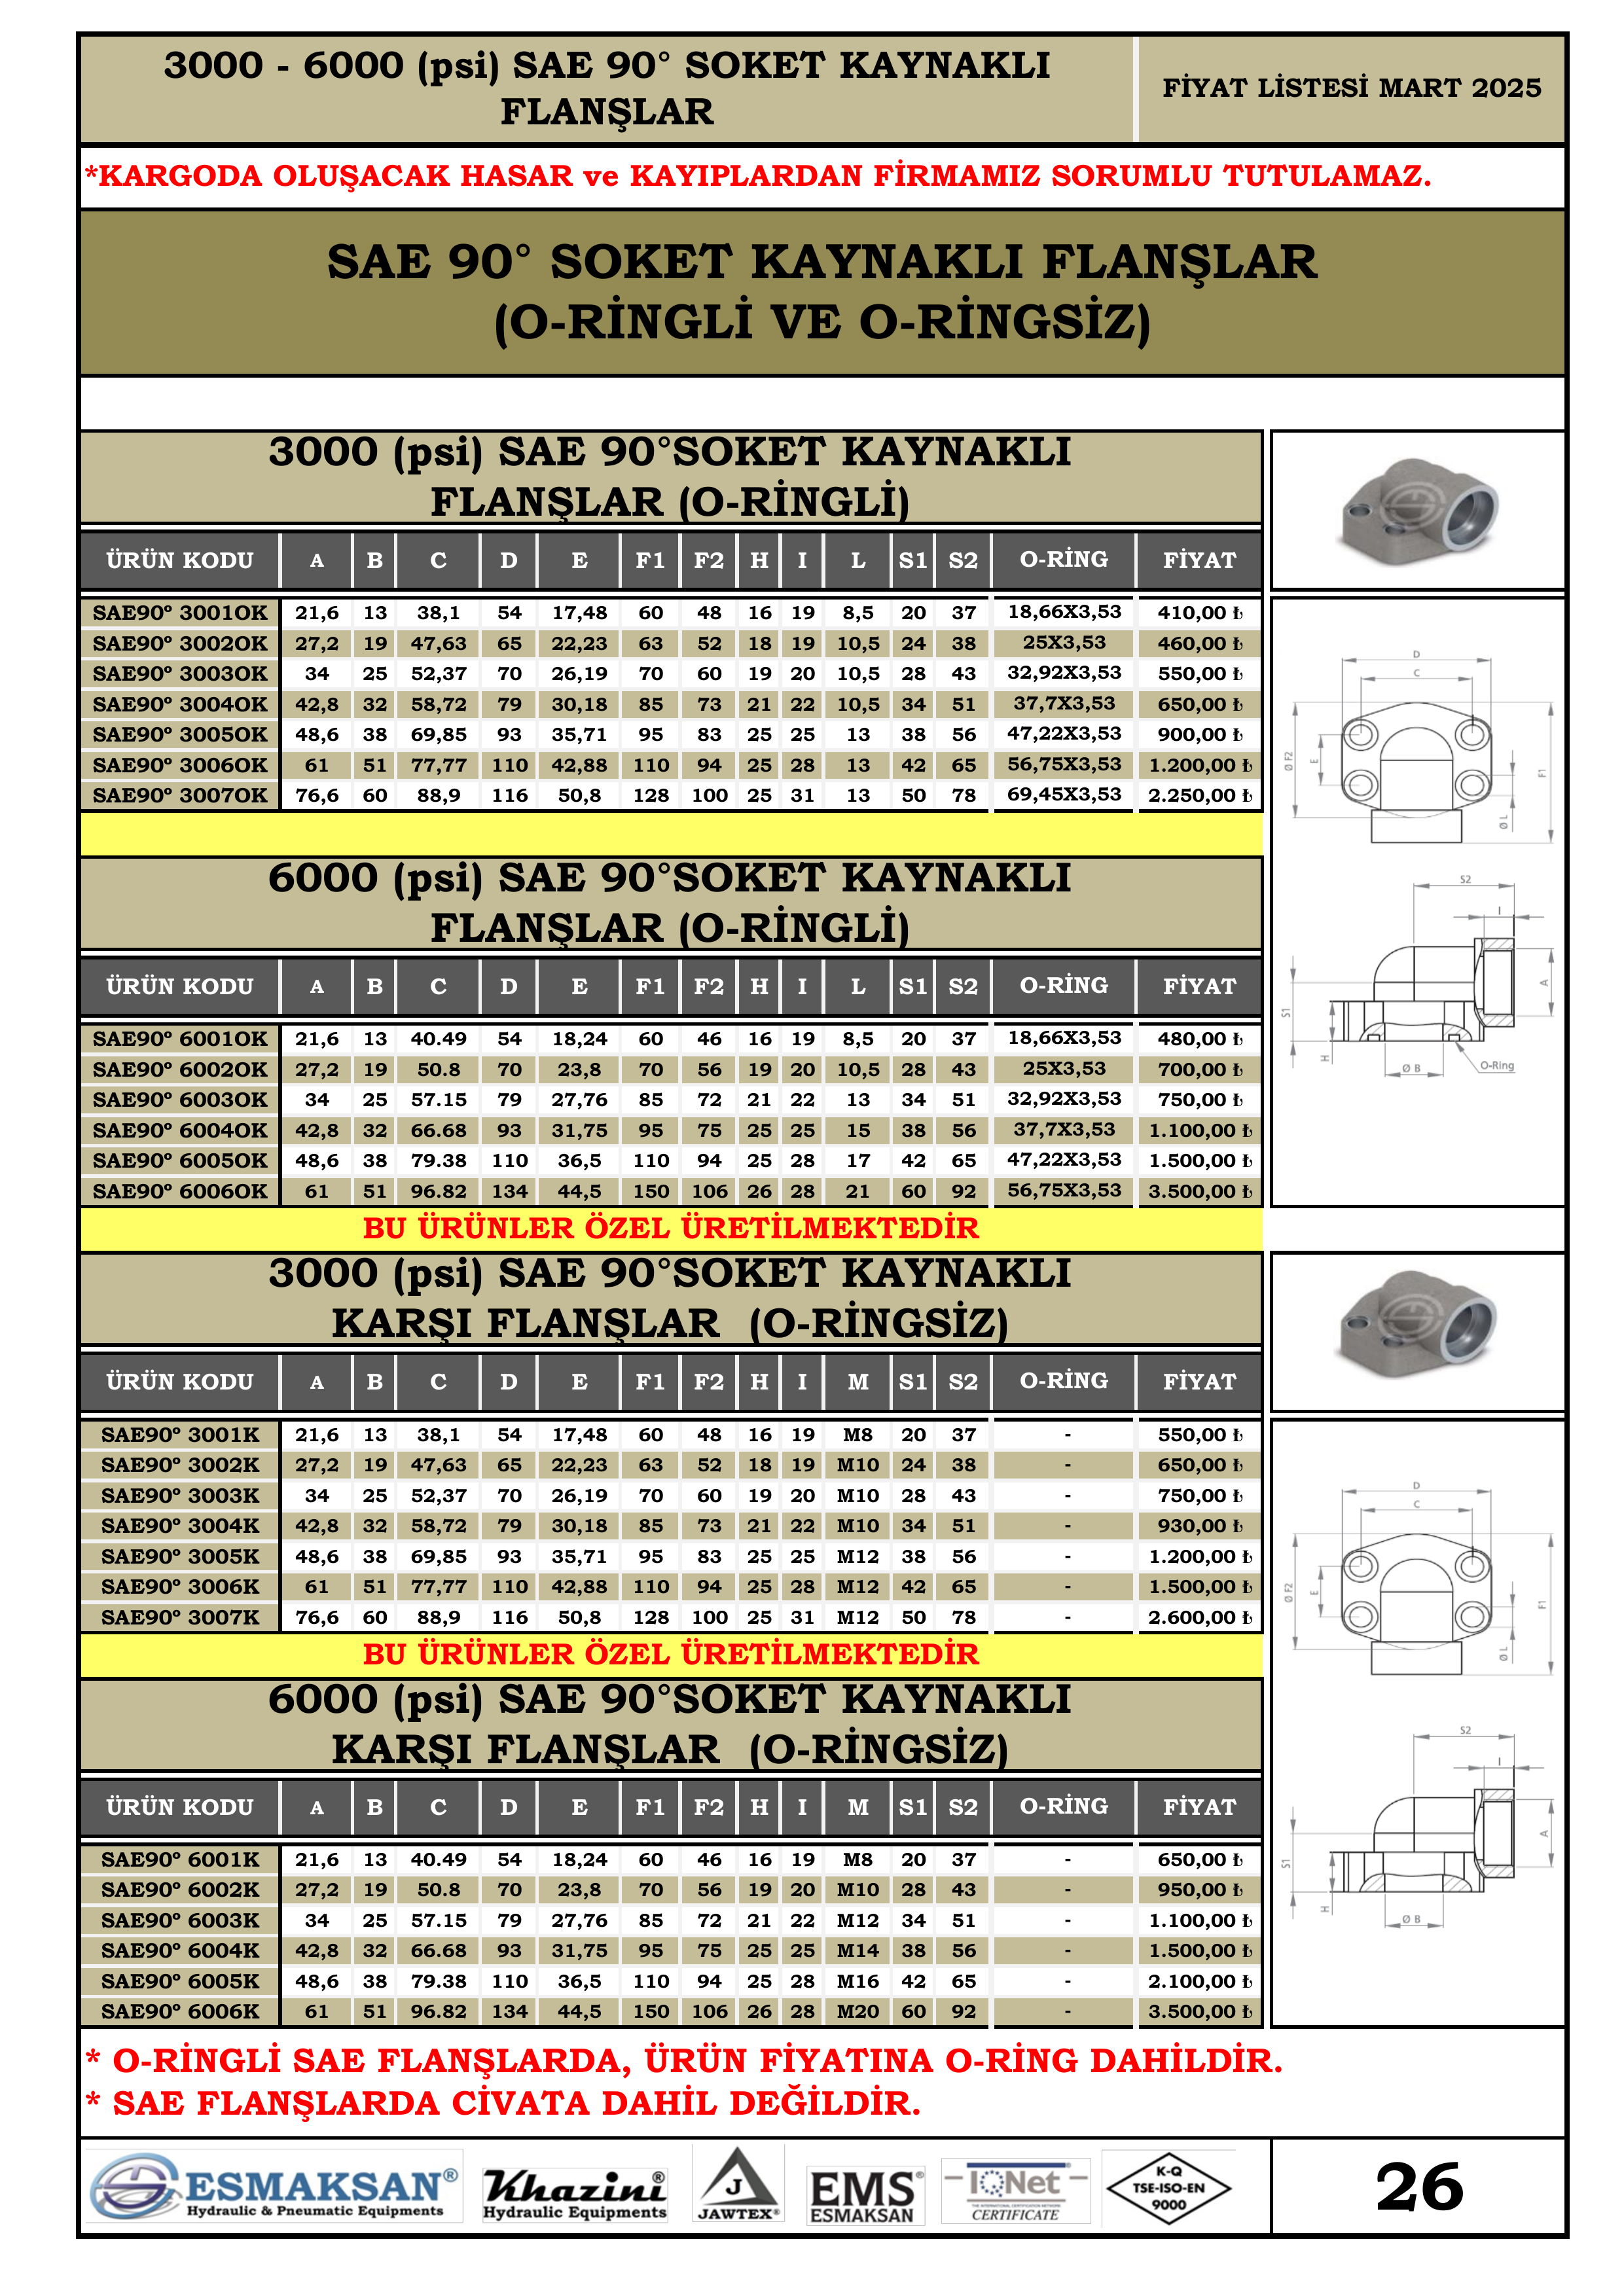 3000 - 6000 (psi) SAE 90° SOKET KAYNAKLI
FLANŞLAR
FİYAT LİSTESİ MART 2025
*KARGODA OLUŞACAK HASAR ve KAYIPLARDAN FİRMAMIZ SORUMLU TUTULAMAZ.
SAE 90° SOKET KAYNAKLI FLANŞLAR
(O-RİNGLİ VE O-RİNGSİZ)
3000 (psi) SAE 90°SOKET KAYNAKLI
FLANŞLAR (O-RİNGLİ)
ÜRÜN KODU A B C D E F1 F2 H I L S1 S2 O-RİNG FİYAT
SAE90º 3001OK 21,6 13 38,1 54 17,48 60 48 16 19 8,5 20 37 18,66X3,53 410,00 ₺
SAE90º 3002OK 27,2 19 47,63 65 22,23 63 52 18 19 10,5 24 38 25X3,53 460,00 ₺
SAE90º 3003OK 34 25 52,37 70 26,19 70 60 19 20 10,5 28 43 32,92X3,53 550,00 ₺
SAE90º 3004OK 42,8 32 58,72 79 30,18 85 73 21 22 10,5 34 51 37,7X3,53 650,00 ₺
SAE90º 3005OK 48,6 38 69,85 93 35,71 95 83 25 25 13 38 56 47,22X3,53 900,00 ₺
SAE90º 3006OK 61 51 77,77 110 42,88 110 94 25 28 13 42 65 56,75X3,53 1.200,00 ₺
SAE90º 3007OK 76,6 60 88,9 116 50,8 128 100 25 31 13 50 78 69,45X3,53 2.250,00 ₺
D
C
Ø F2
E
F1
Ø L
6000 (psi) SAE 90°SOKET KAYNAKLI
FLANŞLAR (O-RİNGLİ)
ÜRÜN KODU A B C D E F1 F2 H I L S1 S2 O-RİNG FİYAT
SAE90º 6001OK 21,6 13 40.49 54 18,24 60 46 16 19 8,5 20 37 18,66X3,53 480,00 ₺
SAE90º 6002OK 27,2 19 50.8 70 23,8 70 56 19 20 10,5 28 43 25X3,53 700,00 ₺
SAE90º 6003OK 34 25 57.15 79 27,76 85 72 21 22 13 34 51 32,92X3,53 750,00 ₺
SAE90º 6004OK 42,8 32 66.68 93 31,75 95 75 25 25 15 38 56 37,7X3,53 1.100,00 ₺
SAE90º 6005OK 48,6 38 79.38 110 36,5 110 94 25 28 17 42 65 47,22X3,53 1.500,00 ₺
SAE90º 6006OK 61 51 96.82 134 44,5 150 106 26 28 21 60 92 56,75X3,53 3.500,00 ₺
S2
I
A
S1
H
Ø B
O-Ring
BU ÜRÜNLER ÖZEL ÜRETİLMEKTEDİR
3000 (psi) SAE 90°SOKET KAYNAKLI
KARŞI FLANŞLAR (O-RİNGSİZ)
ÜRÜN KODU A B C D E F1 F2 H I M S1 S2 O-RİNG FİYAT
SAE90º 3001K 21,6 13 38,1 54 17,48 60 48 16 19 M8 20 37 - 550,00 ₺
SAE90º 3002K 27,2 19 47,63 65 22,23 63 52 18 19 M10 24 38 - 650,00 ₺
SAE90º 3003K 34 25 52,37 70 26,19 70 60 19 20 M10 28 43 - 750,00 ₺
SAE90º 3004K 42,8 32 58,72 79 30,18 85 73 21 22 M10 34 51 - 930,00 ₺
SAE90º 3005K 48,6 38 69,85 93 35,71 95 83 25 25 M12 38 56 - 1.200,00 ₺
SAE90º 3006K 61 51 77,77 110 42,88 110 94 25 28 M12 42 65 - 1.500,00 ₺
SAE90º 3007K 76,6 60 88,9 116 50,8 128 100 25 31 M12 50 78 - 2.600,00 ₺
D
C
Ø F2
E
F1
Ø L
BU ÜRÜNLER ÖZEL ÜRETİLMEKTEDİR
6000 (psi) SAE 90°SOKET KAYNAKLI
KARŞI FLANŞLAR (O-RİNGSİZ)
ÜRÜN KODU A B C D E F1 F2 H I M S1 S2 O-RİNG FİYAT
SAE90º 6001K 21,6 13 40.49 54 18,24 60 46 16 19 M8 20 37 - 650,00 ₺
SAE90º 6002K 27,2 19 50.8 70 23,8 70 56 19 20 M10 28 43 - 950,00 ₺
SAE90º 6003K 34 25 57.15 79 27,76 85 72 21 22 M12 34 51 - 1.100,00 ₺
SAE90º 6004K 42,8 32 66.68 93 31,75 95 75 25 25 M14 38 56 - 1.500,00 ₺
SAE90º 6005K 48,6 38 79.38 110 36,5 110 94 25 28 M16 42 65 - 2.100,00 ₺
SAE90º 6006K 61 51 96.82 134 44,5 150 106 26 28 M20 60 92 - 3.500,00 ₺
S2
I
A
S1
H
Ø B
* O-RİNGLİ SAE FLANŞLARDA, ÜRÜN FİYATINA O-RİNG DAHİLDİR.
* SAE FLANŞLARDA CİVATA DAHİL DEĞİLDİR.
ESMAKSAN®
Hydraulic & Pneumatic Equipments
Khazini®
Hydraulic Equipments
J
JAWTEX®
EMS®
ESMAKSAN
IQNet
THE INTERNATIONAL CERTIFICATION NETWORK
CERTIFICATE
K-Q
TSE-ISO-EN
9000
26